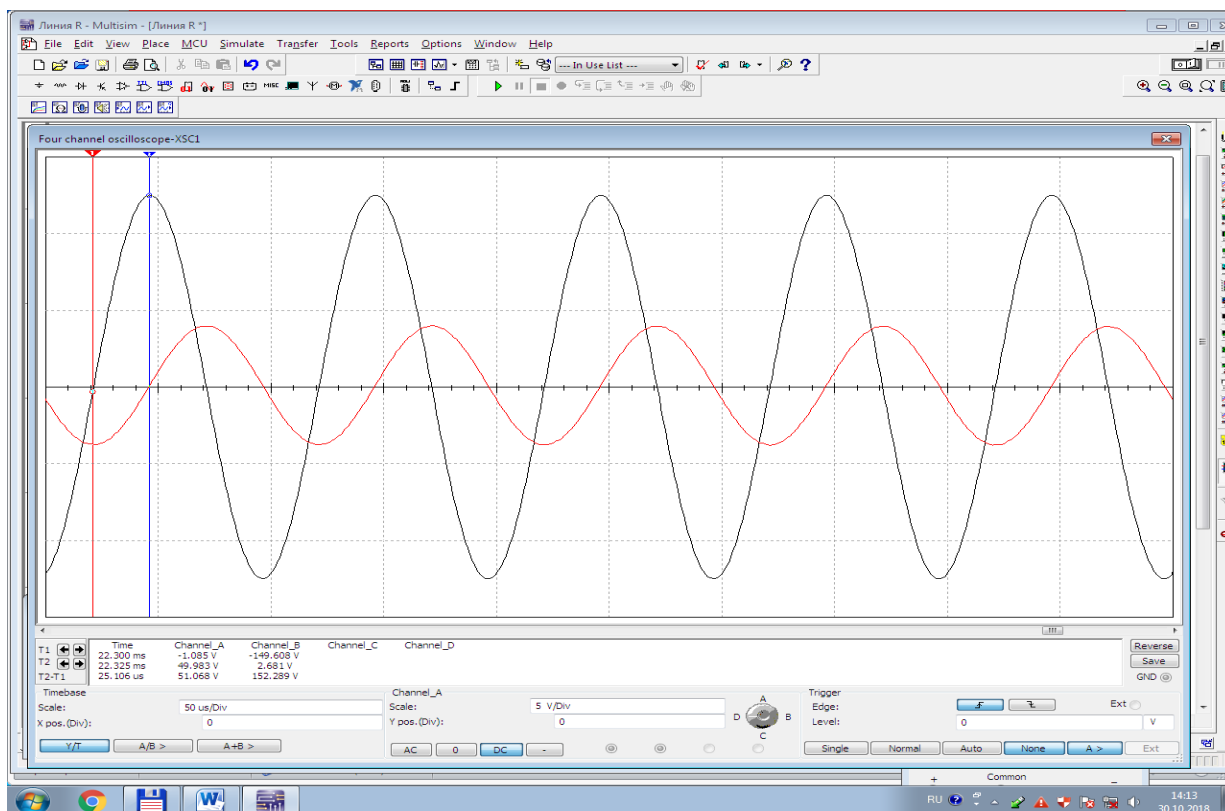 Линия R - Multisim - [Линия R *]
File Edit View Place MCU Simulate Transfer Tools Reports Options Window Help
--- In Use List ---
MISC
Four channel oscilloscope-XSC1
Time Channel_A Channel_B Channel_C Channel_D
T1 22.300 ms -1.085 V -149.608 V
T2 22.325 ms 49.983 V 2.681 V
T2-T1 25.106 us 51.068 V 152.289 V
Reverse
Save
GND
Timebase
Scale: 50 us/Div
X pos.(Div): 0
Y/T A/B > A+B >
Channel_A
Scale: 5 V/Div
Y pos.(Div): 0
AC 0 DC -
A
D B
C
Trigger
Edge: Ext
Level: 0 V
Single Normal Auto None A > Ext
+ Common -
RU 14:13
30.10.2018